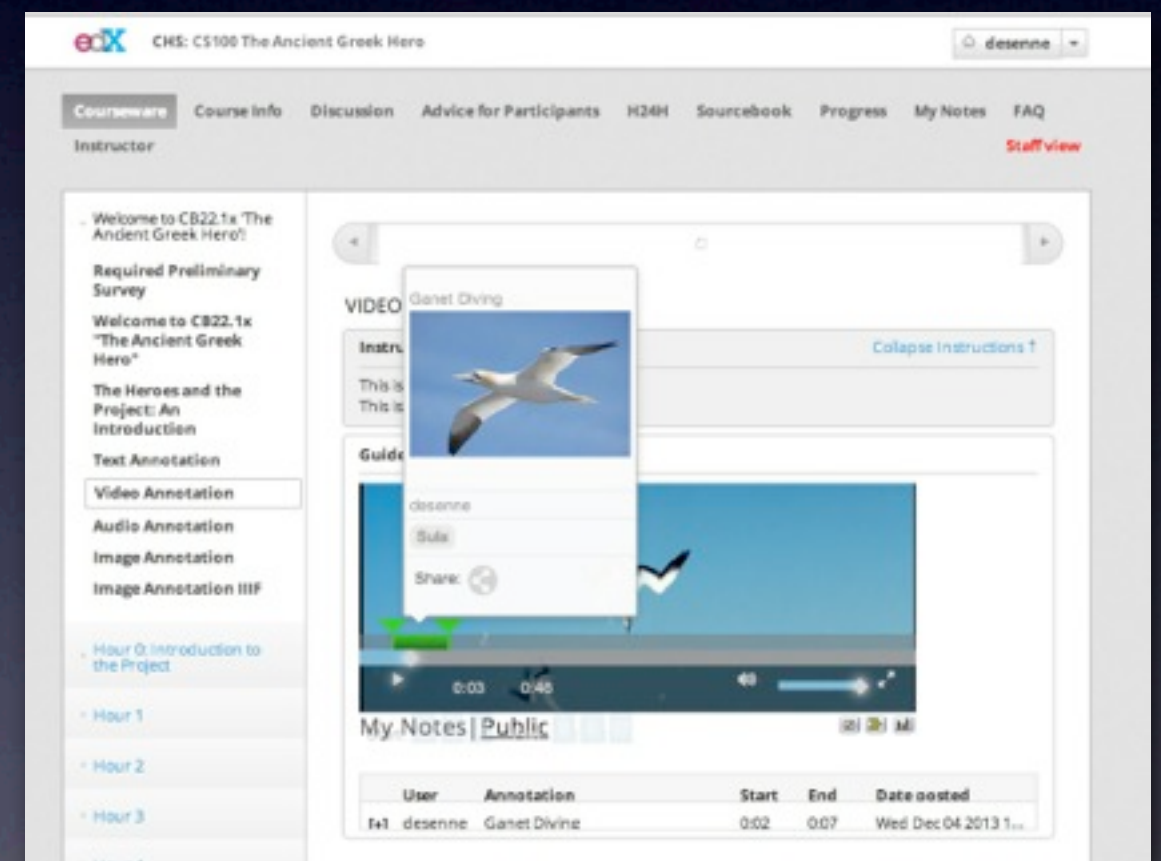 edX CHS: CS100 The Ancient Greek Hero
desenne
Courseware Course Info Discussion Advice for Participants H24H Sourcebook Progress My Notes FAQ
Instructor
Staff view
Welcome to CB22.1x 'The
Ancient Greek Hero'!
Required Preliminary
Survey
Welcome to CB22.1x
"The Ancient Greek
Hero"
The Heroes and the
Project: An
Introduction
Text Annotation
Video Annotation
Audio Annotation
Image Annotation
Image Annotation IIIF
Hour 0: Introduction to
the Project
Hour 1
Hour 2
Hour 3
VIDEO
Instru
Collapse Instructions ↑
This is
This is
Guide
Ganet Diving
desenne
Sula
Share:
0:03 0:48
My Notes|Public
User Annotation Start End Date posted
[+] desenne Ganet Diving 0:02 0:07 Wed Dec 04 2013 1...